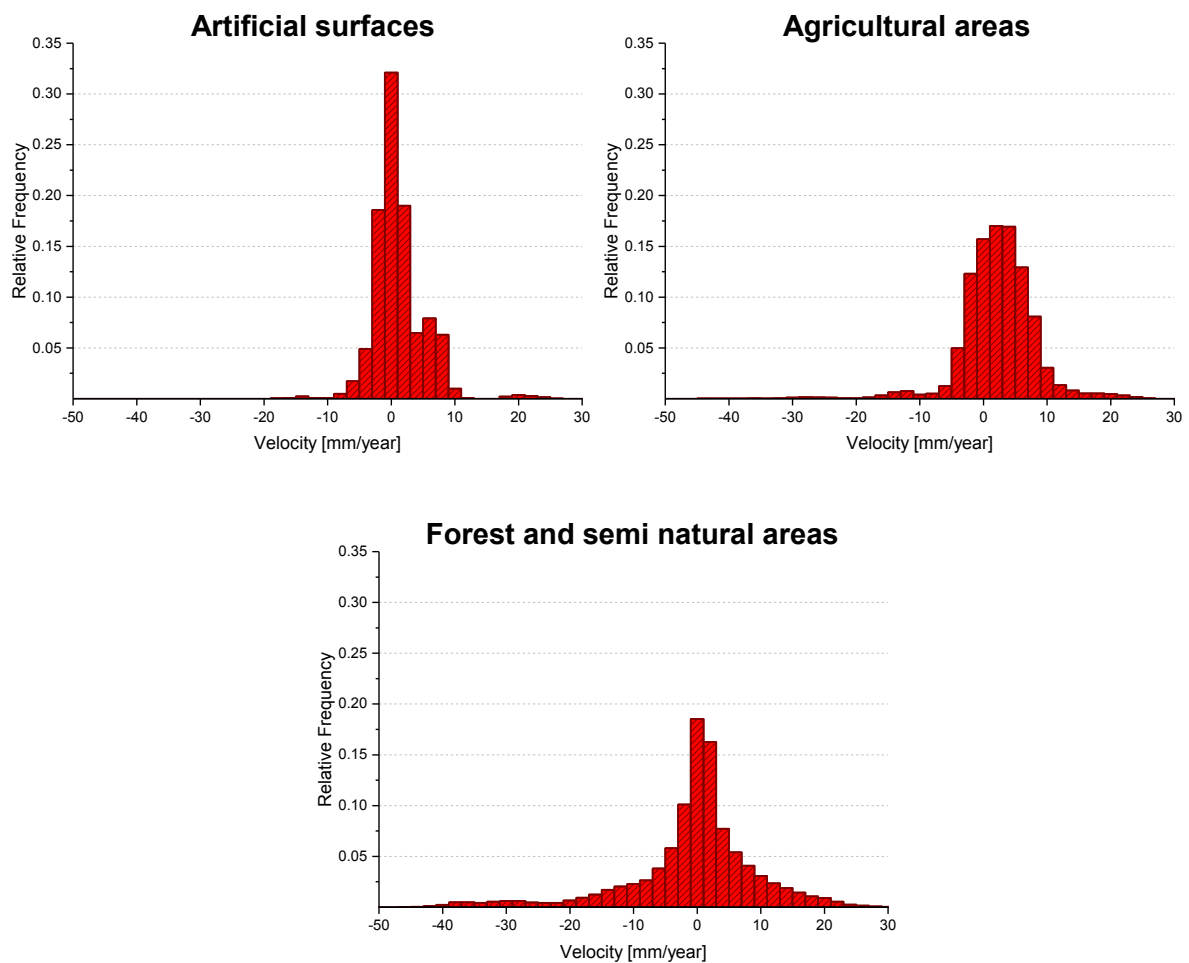 Artificial surfaces
0.35
0.30
0.25
0.20
0.15
0.10
0.05
Relative Frequency
-50 -40 -30 -20 -10 0 10 20 30
Velocity [mm/year]
Agricultural areas
0.35
0.30
0.25
0.20
0.15
0.10
0.05
Relative Frequency
-50 -40 -30 -20 -10 0 10 20 30
Velocity [mm/year]
Forest and semi natural areas
0.35
0.30
0.25
0.20
0.15
0.10
0.05
Relative Frequency
-50 -40 -30 -20 -10 0 10 20 30
Velocity [mm/year]